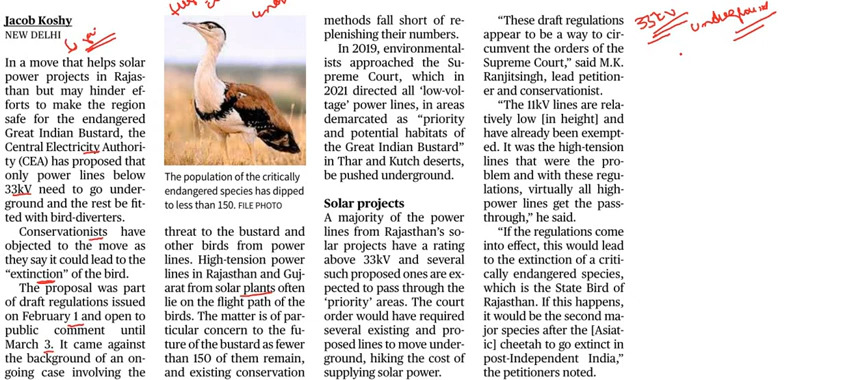 Jacob Koshy
NEW DELHI
In a move that helps solar
power projects in Rajas-
than but may hinder ef-
forts to make the region
safe for the endangered
Great Indian Bustard, the
Central Electricity Authori-
ty (CEA) has proposed that
only power lines below
33kV need to go under-
ground and the rest be fit-
ted with bird-diverters.
Conservationists have
objected to the move as
they say it could lead to the
“extinction” of the bird.
The proposal was part
of draft regulations issued
on February 1 and open to
public comment until
March 3. It came against
the background of an on-
going case involving the
The population of the critically
endangered species has dipped
to less than 150. FILE PHOTO
threat to the bustard and
other birds from power
lines. High-tension power
lines in Rajasthan and Guj-
arat from solar plants often
lie on the flight path of the
birds. The matter is of par-
ticular concern to the fu-
ture of the bustard as fewer
than 150 of them remain,
and existing conservation
methods fall short of re-
plenishing their numbers.
In 2019, environmental-
ists approached the Su-
preme Court, which in
2021 directed all ‘low-vol-
tage’ power lines, in areas
demarcated as “priority
and potential habitats of
the Great Indian Bustard”
in Thar and Kutch deserts,
be pushed underground.
Solar projects
A majority of the power
lines from Rajasthan’s so-
lar projects have a rating
above 33kV and several
such proposed ones are ex-
pected to pass through the
‘priority’ areas. The court
order would have required
several existing and pro-
posed lines to move under-
ground, hiking the cost of
supplying solar power.
“These draft regulations
appear to be a way to cir-
cumvent the orders of the
Supreme Court,” said M.K.
Ranjitsingh, lead petition-
er and conservationist.
“The 11kV lines are rela-
tively low [in height] and
have already been exempt-
ed. It was the high-tension
lines that were the pro-
blem and with these regu-
lations, virtually all high-
power lines get the pass-
through,” he said.
“If the regulations come
into effect, this would lead
to the extinction of a criti-
cally endangered species,
which is the State Bird of
Rajasthan. If this happens,
it would be the second ma-
jor species after the [Asiat-
ic] cheetah to go extinct in
post-Independent India,”
the petitioners noted.
33kV underground